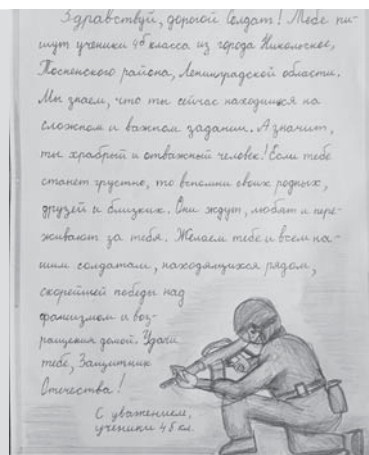 Здравствуй, дорогой Солдат! Тебе пи-
шут ученики 4б класса из города Никольское,
Тосненского района, Ленинградской области.
Мы знаем, что ты сейчас находишся на
сложном и важном задании. А значит,
ты храбрый и отважный человек! Если тебе
станет грустно, то вспомни своих родных,
друзей и близких. Они ждут, любят и пере-
живают за тебя. Желаем тебе и всем на-
шим солдатам, находящихся рядом,
скорейшей победы над
фашизмом и воз-
ращения домой. Удачи
тебе, Защитник
Отечества!
С уважением,
ученики 4б кл.